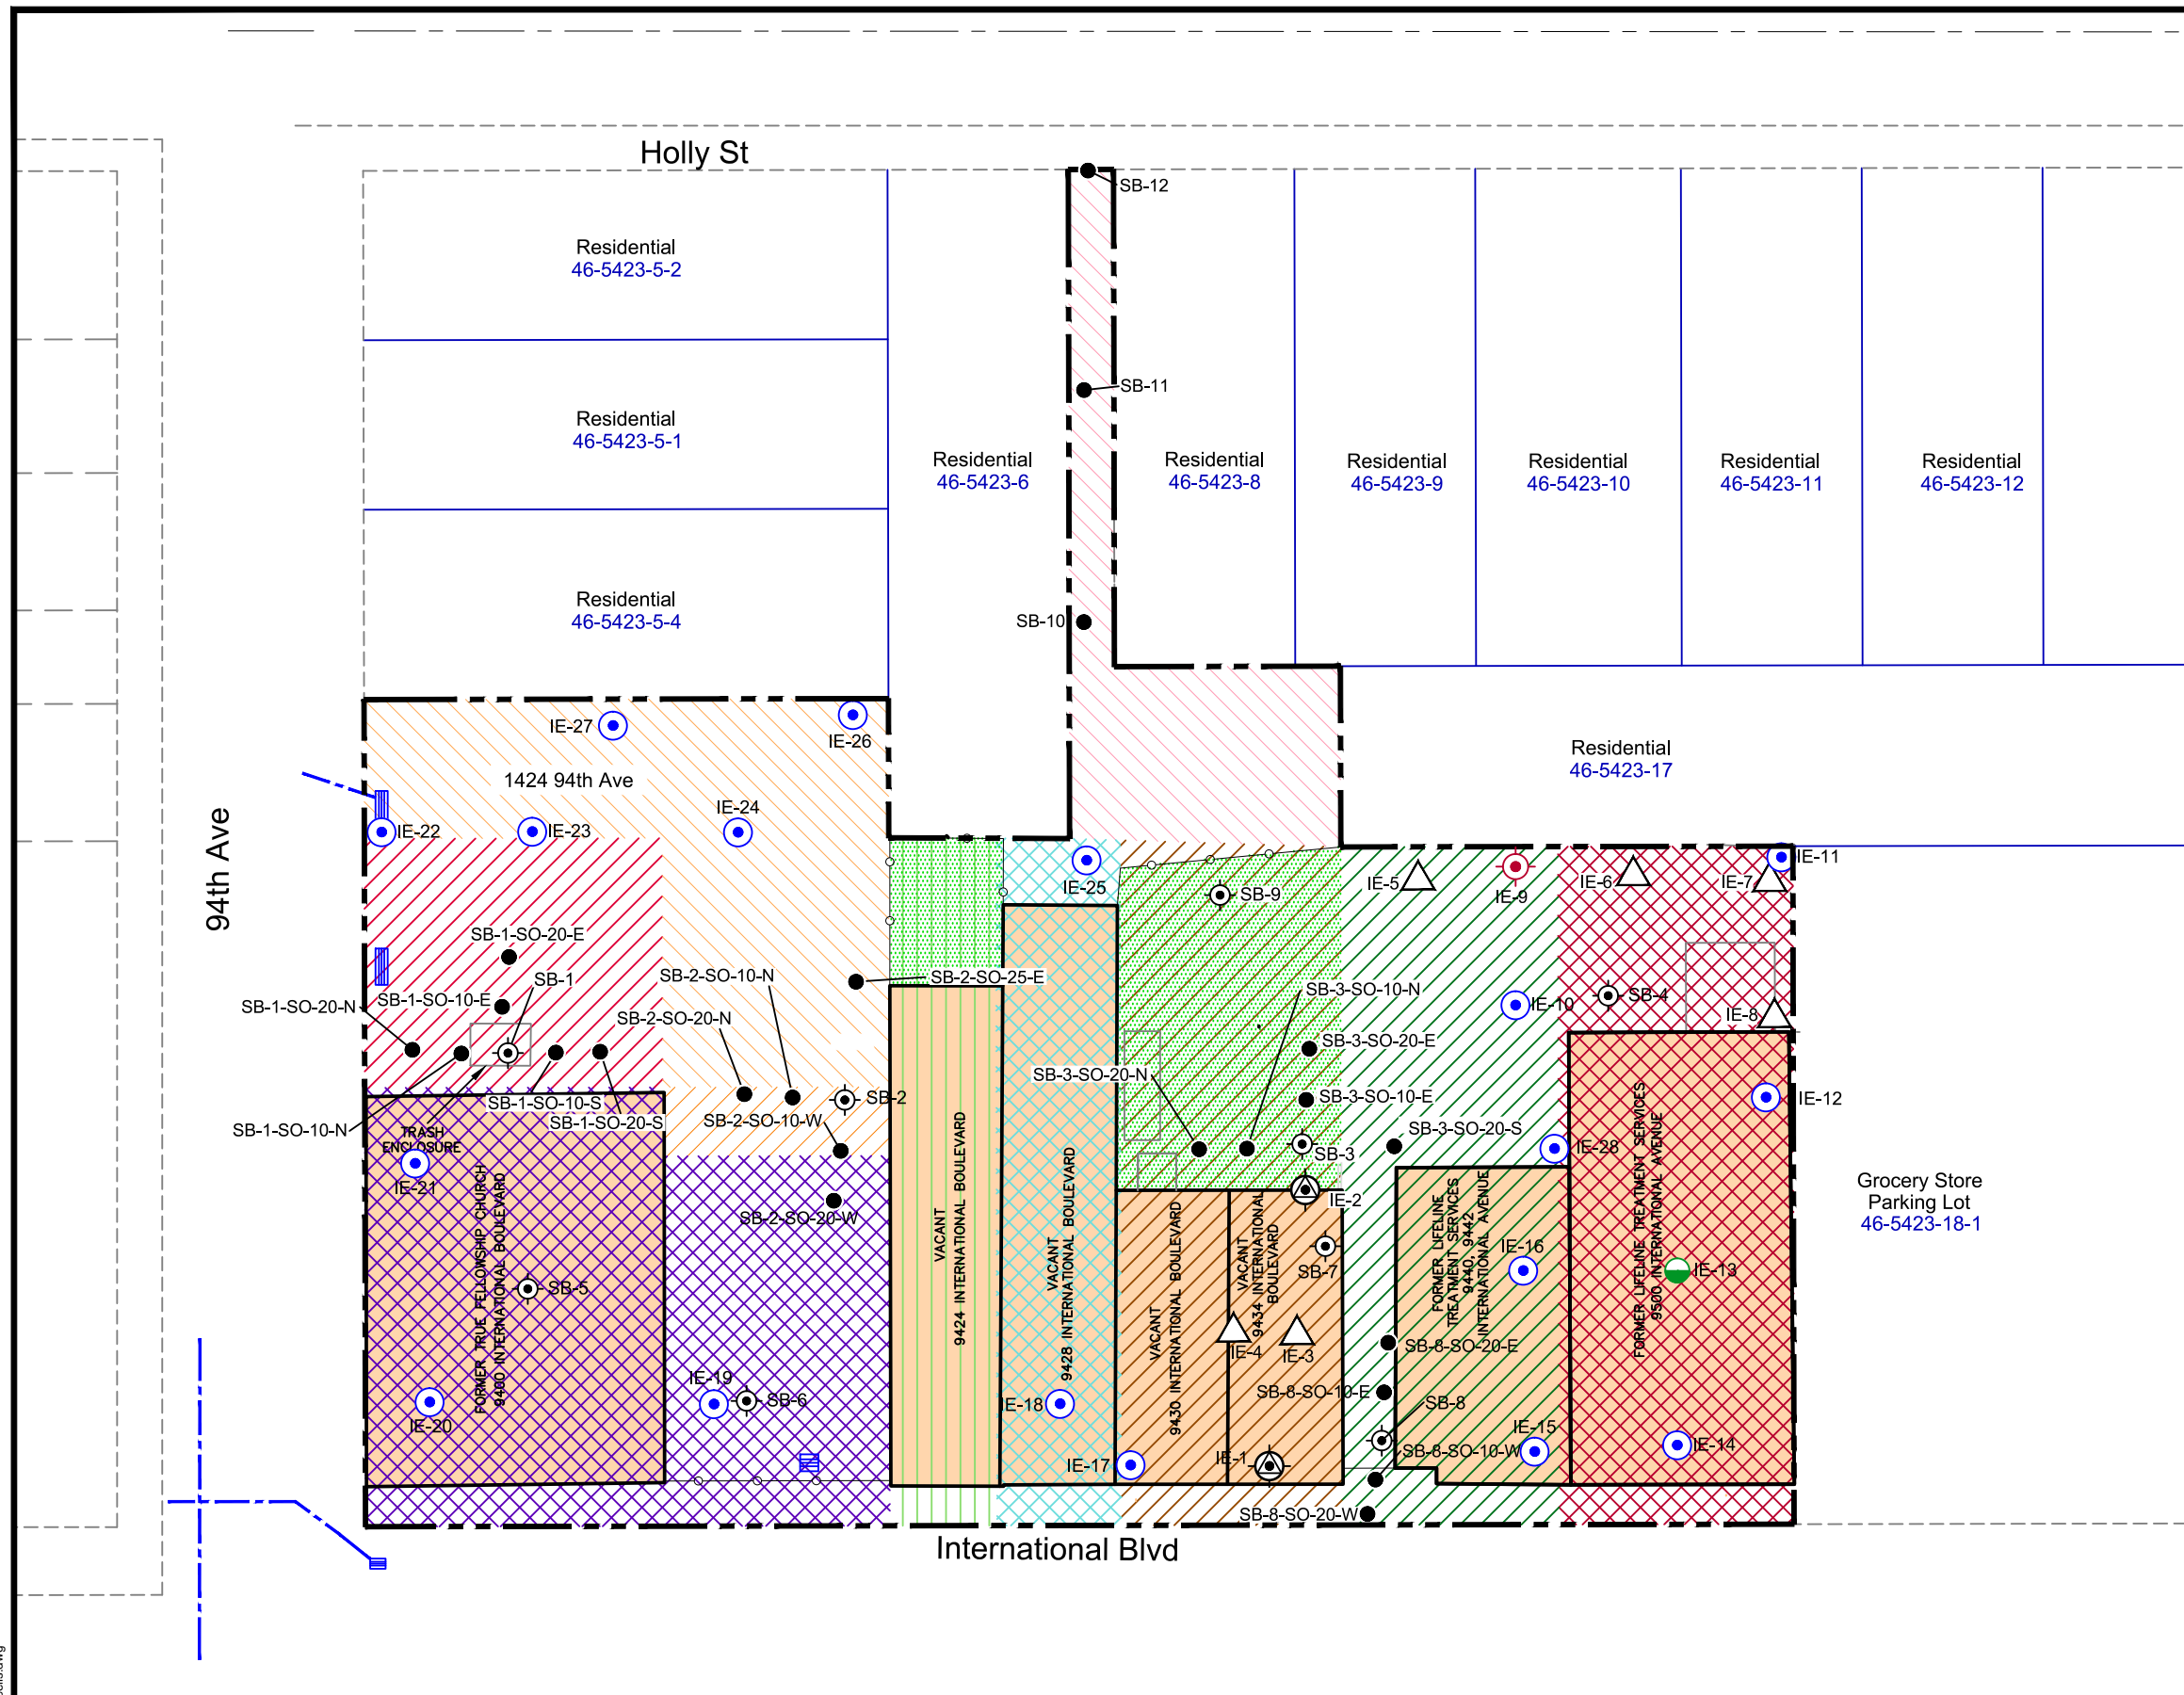 Holly St
SB-12
Residential
46-5423-5-2
SB-11
Residential
46-5423-5-1
Residential
46-5423-6
Residential
46-5423-8
Residential
46-5423-9
Residential
46-5423-10
Residential
46-5423-11
Residential
46-5423-12
Residential
46-5423-5-4
SB-10
IE-27
IE-26
Residential
46-5423-17
1424 94th Ave
94th Ave
IE-22
IE-23
IE-24
IE-25
IE-5
IE-9
IE-6
IE-7
IE-11
SB-9
SB-1-SO-20-E
SB-1
SB-2-SO-10-N
SB-2-SO-25-E
SB-3-SO-10-N
SB-1-SO-20-N
SB-1-SO-10-E
SB-2-SO-20-N
IE-10
SB-4
IE-8
SB-3-SO-20-E
SB-3-SO-20-N
SB-3-SO-10-E
SB-2
IE-12
SB-1-SO-10-S
SB-1-SO-20-S
SB-2-SO-10-W
SB-1-SO-10-N
TRASH
ENCLOSURE
SB-3-SO-20-S
SB-3
IE-28
IE-21
IE-2
SB-2-SO-20-W
Grocery Store
Parking Lot
46-5423-18-1
FORMER TRUE FELLOWSHIP CHURCH
9400 INTERNATIONAL BOULEVARD
VACANT
9424 INTERNATIONAL BOULEVARD
VACANT
9428 INTERNATIONAL BOULEVARD
VACANT
9430 INTERNATIONAL BOULEVARD
VACANT
9434 INTERNATIONAL
BOULEVARD
FORMER LIFELINE
TREATMENT SERVICES
9440, 9442
INTERNATIONAL AVENUE
FORMER LIFELINE TREATMENT SERVICES
9500 INTERNATIONAL AVENUE
SB-7
IE-16
IE-13
SB-5
IE-4
IE-3
SB-8-SO-20-E
IE-19
SB-6
IE-18
SB-8-SO-10-E
SB-8
IE-20
IE-17
IE-1
SB-8-SO-10-W
IE-15
IE-14
SB-8-SO-20-W
International Blvd